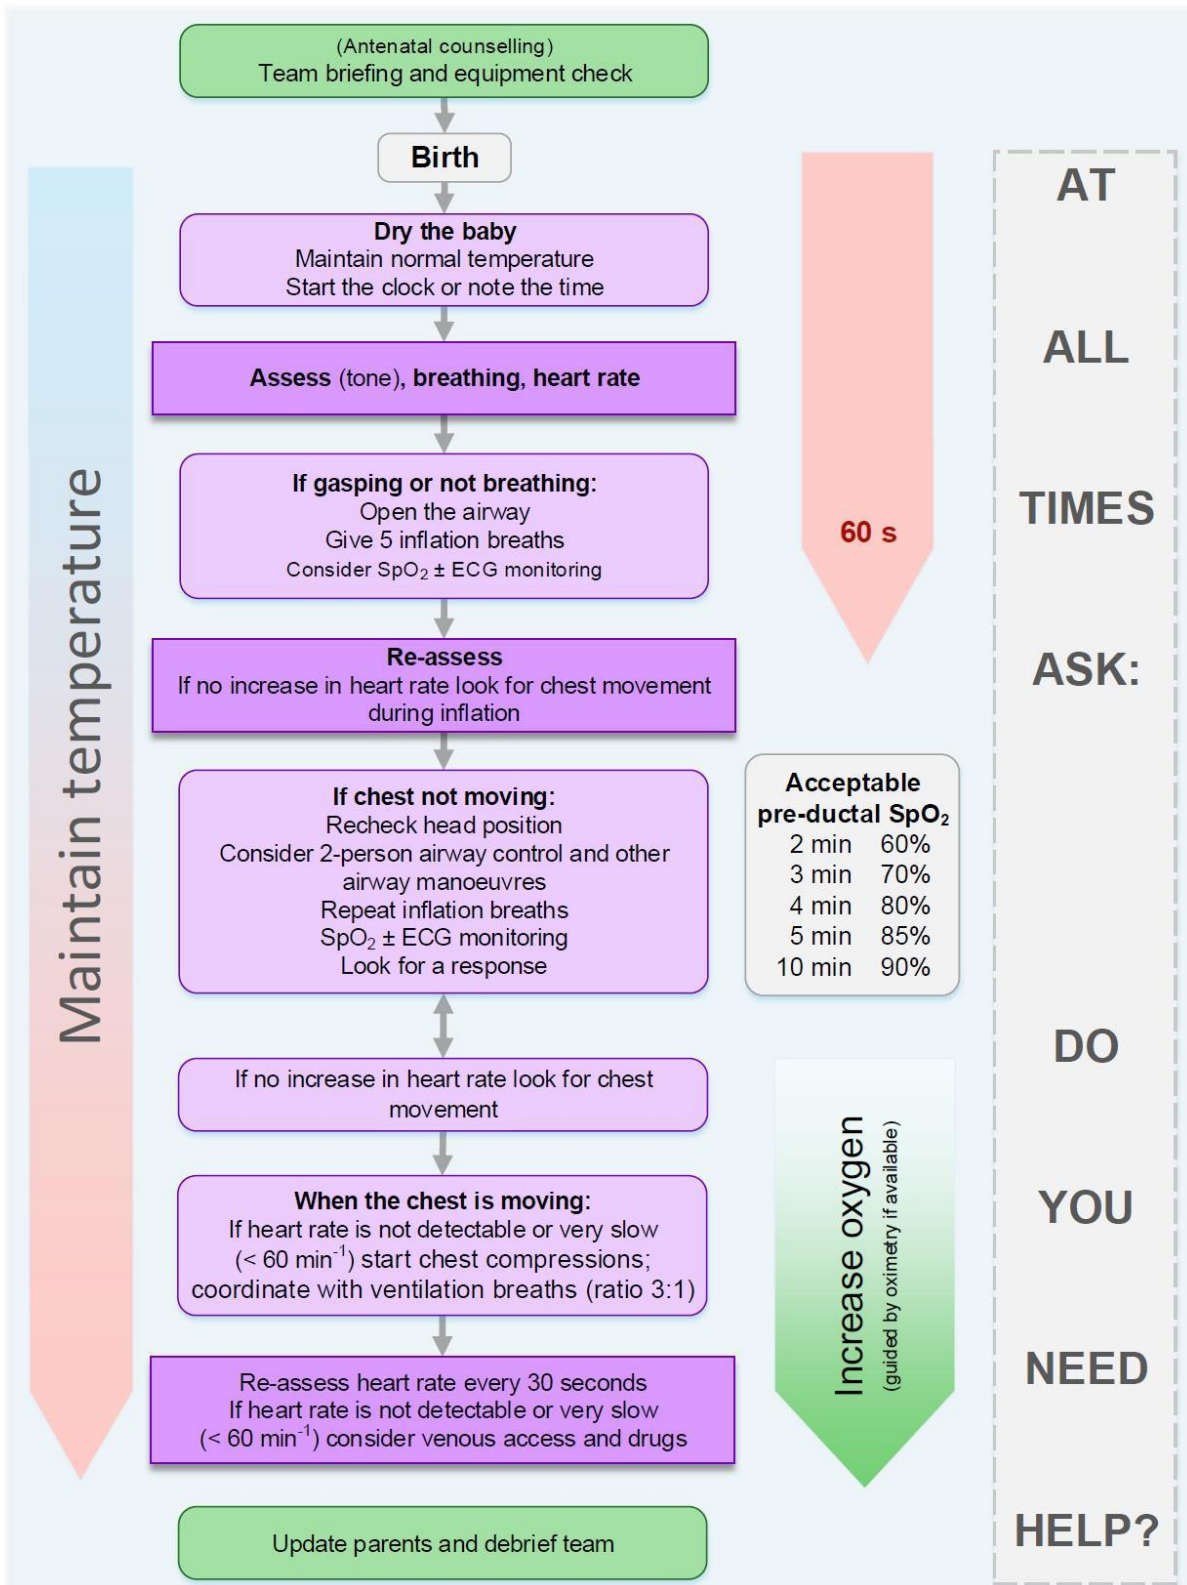 (Antenatal counselling)
Team briefing and equipment check
Birth
Dry the baby
Maintain normal temperature
Start the clock or note the time
Assess (tone), breathing, heart rate
If gasping or not breathing:
Open the airway
Give 5 inflation breaths
Consider SpO₂ ± ECG monitoring
Re-assess
If no increase in heart rate look for chest movement
during inflation
If chest not moving:
Recheck head position
Consider 2-person airway control and other
airway manoeuvres
Repeat inflation breaths
SpO₂ ± ECG monitoring
Look for a response
If no increase in heart rate look for chest
movement
When the chest is moving:
If heart rate is not detectable or very slow
(< 60 min⁻¹) start chest compressions;
coordinate with ventilation breaths (ratio 3:1)
Re-assess heart rate every 30 seconds
If heart rate is not detectable or very slow
(< 60 min⁻¹) consider venous access and drugs
Update parents and debrief team
Maintain temperature
60 s
Acceptable
pre-ductal SpO₂
2 min 60%
3 min 70%
4 min 80%
5 min 85%
10 min 90%
Increase oxygen
(guided by oximetry if available)
AT
ALL
TIMES
ASK:
DO
YOU
NEED
HELP?